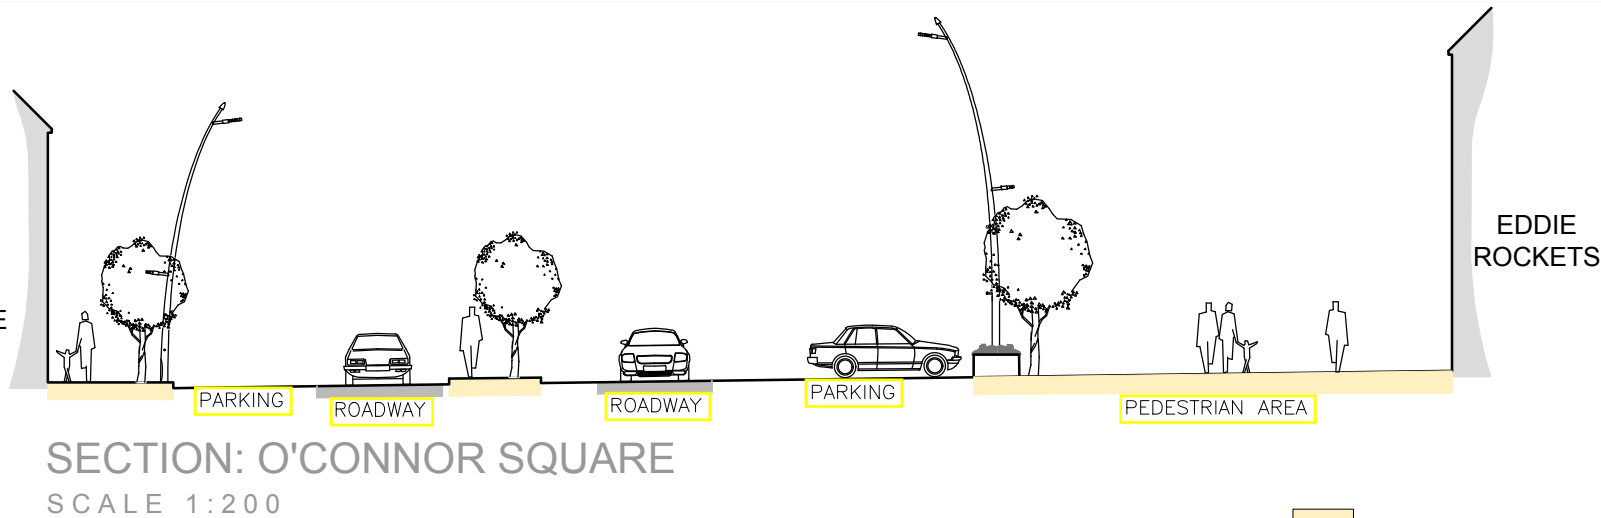 EDDIE
ROCKETS
E
PARKING
ROADWAY
ROADWAY
PARKING
PEDESTRIAN AREA
SECTION: O'CONNOR SQUARE
SCALE 1:200